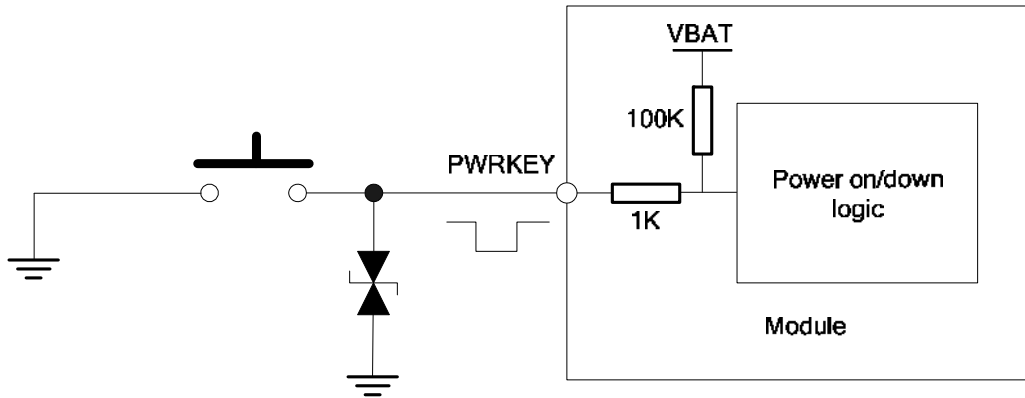 VBAT
100K
PWRKEY
1K
Power on/down
logic
Module